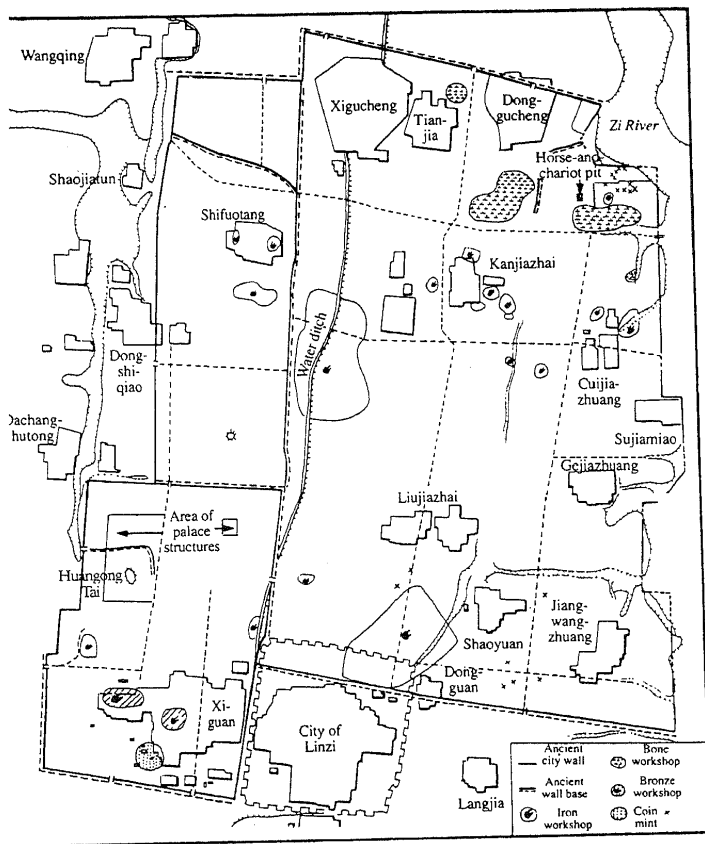 Wangqing
Xigucheng
Tian-
jia
Dong-
gucheng
Zi River
Horse-and
chariot pit
Shaojiatun
Shifuotang
Kanjiazhai
Water ditch
Dong-
shi-
qiao
Cuijia-
zhuang
Dachang-
hutong
Sujiamiao
Gejiazhuang
Liujiazhai
Area of
palace
structures
Huangong
Tai
Jiang-
wang-
zhuang
Shaoyuan
Dong-
guan
Xi-
guan
City of
Linzi
Langjia
Ancient
city wall
Bone
workshop
Ancient
wall base
Bronze
workshop
Iron
workshop
Coin
mint